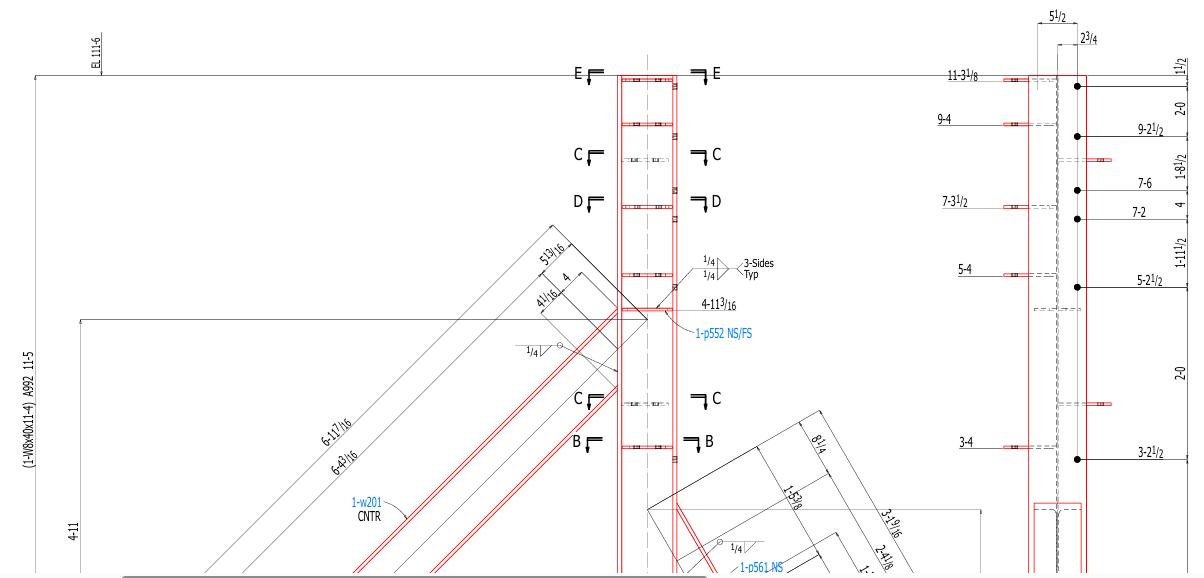 5 1/2
2 3/4
EL 111-6
E
E
11-3 1/8
1 1/2
2-0
9-4
9-2 1/2
C
C
1-8 1/2
7-6
D
D
7-3 1/2
4
7-2
5 13/16
4
4 1/16
1/4
1/4
3-Sides
Typ
5-4
1-11 1/2
5-2 1/2
4-11 3/16
1-p552 NS/FS
1/4
2-0
(1-W8x40x11-4) A992 11-5
C
C
6-11 7/16
6-4 3/16
B
B
8 1/4
3-4
3-2 1/2
1-5 3/8
1-w201
CNTR
4-11
3-1 9/16
2-4 1/8
1/4
1-p561 NS